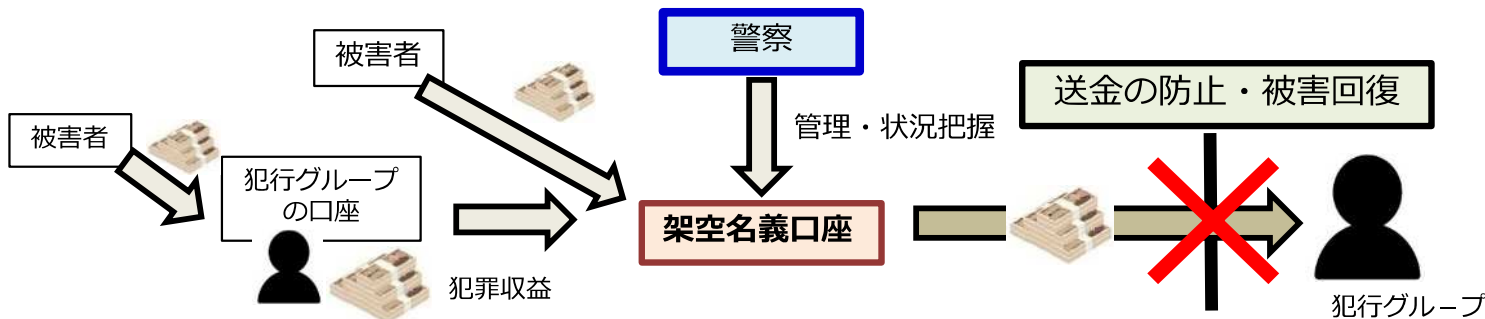 警察
被害者
送金の防止・被害回復
被害者
管理・状況把握
犯行グループ
の口座
架空名義口座
犯罪収益
犯行グループ